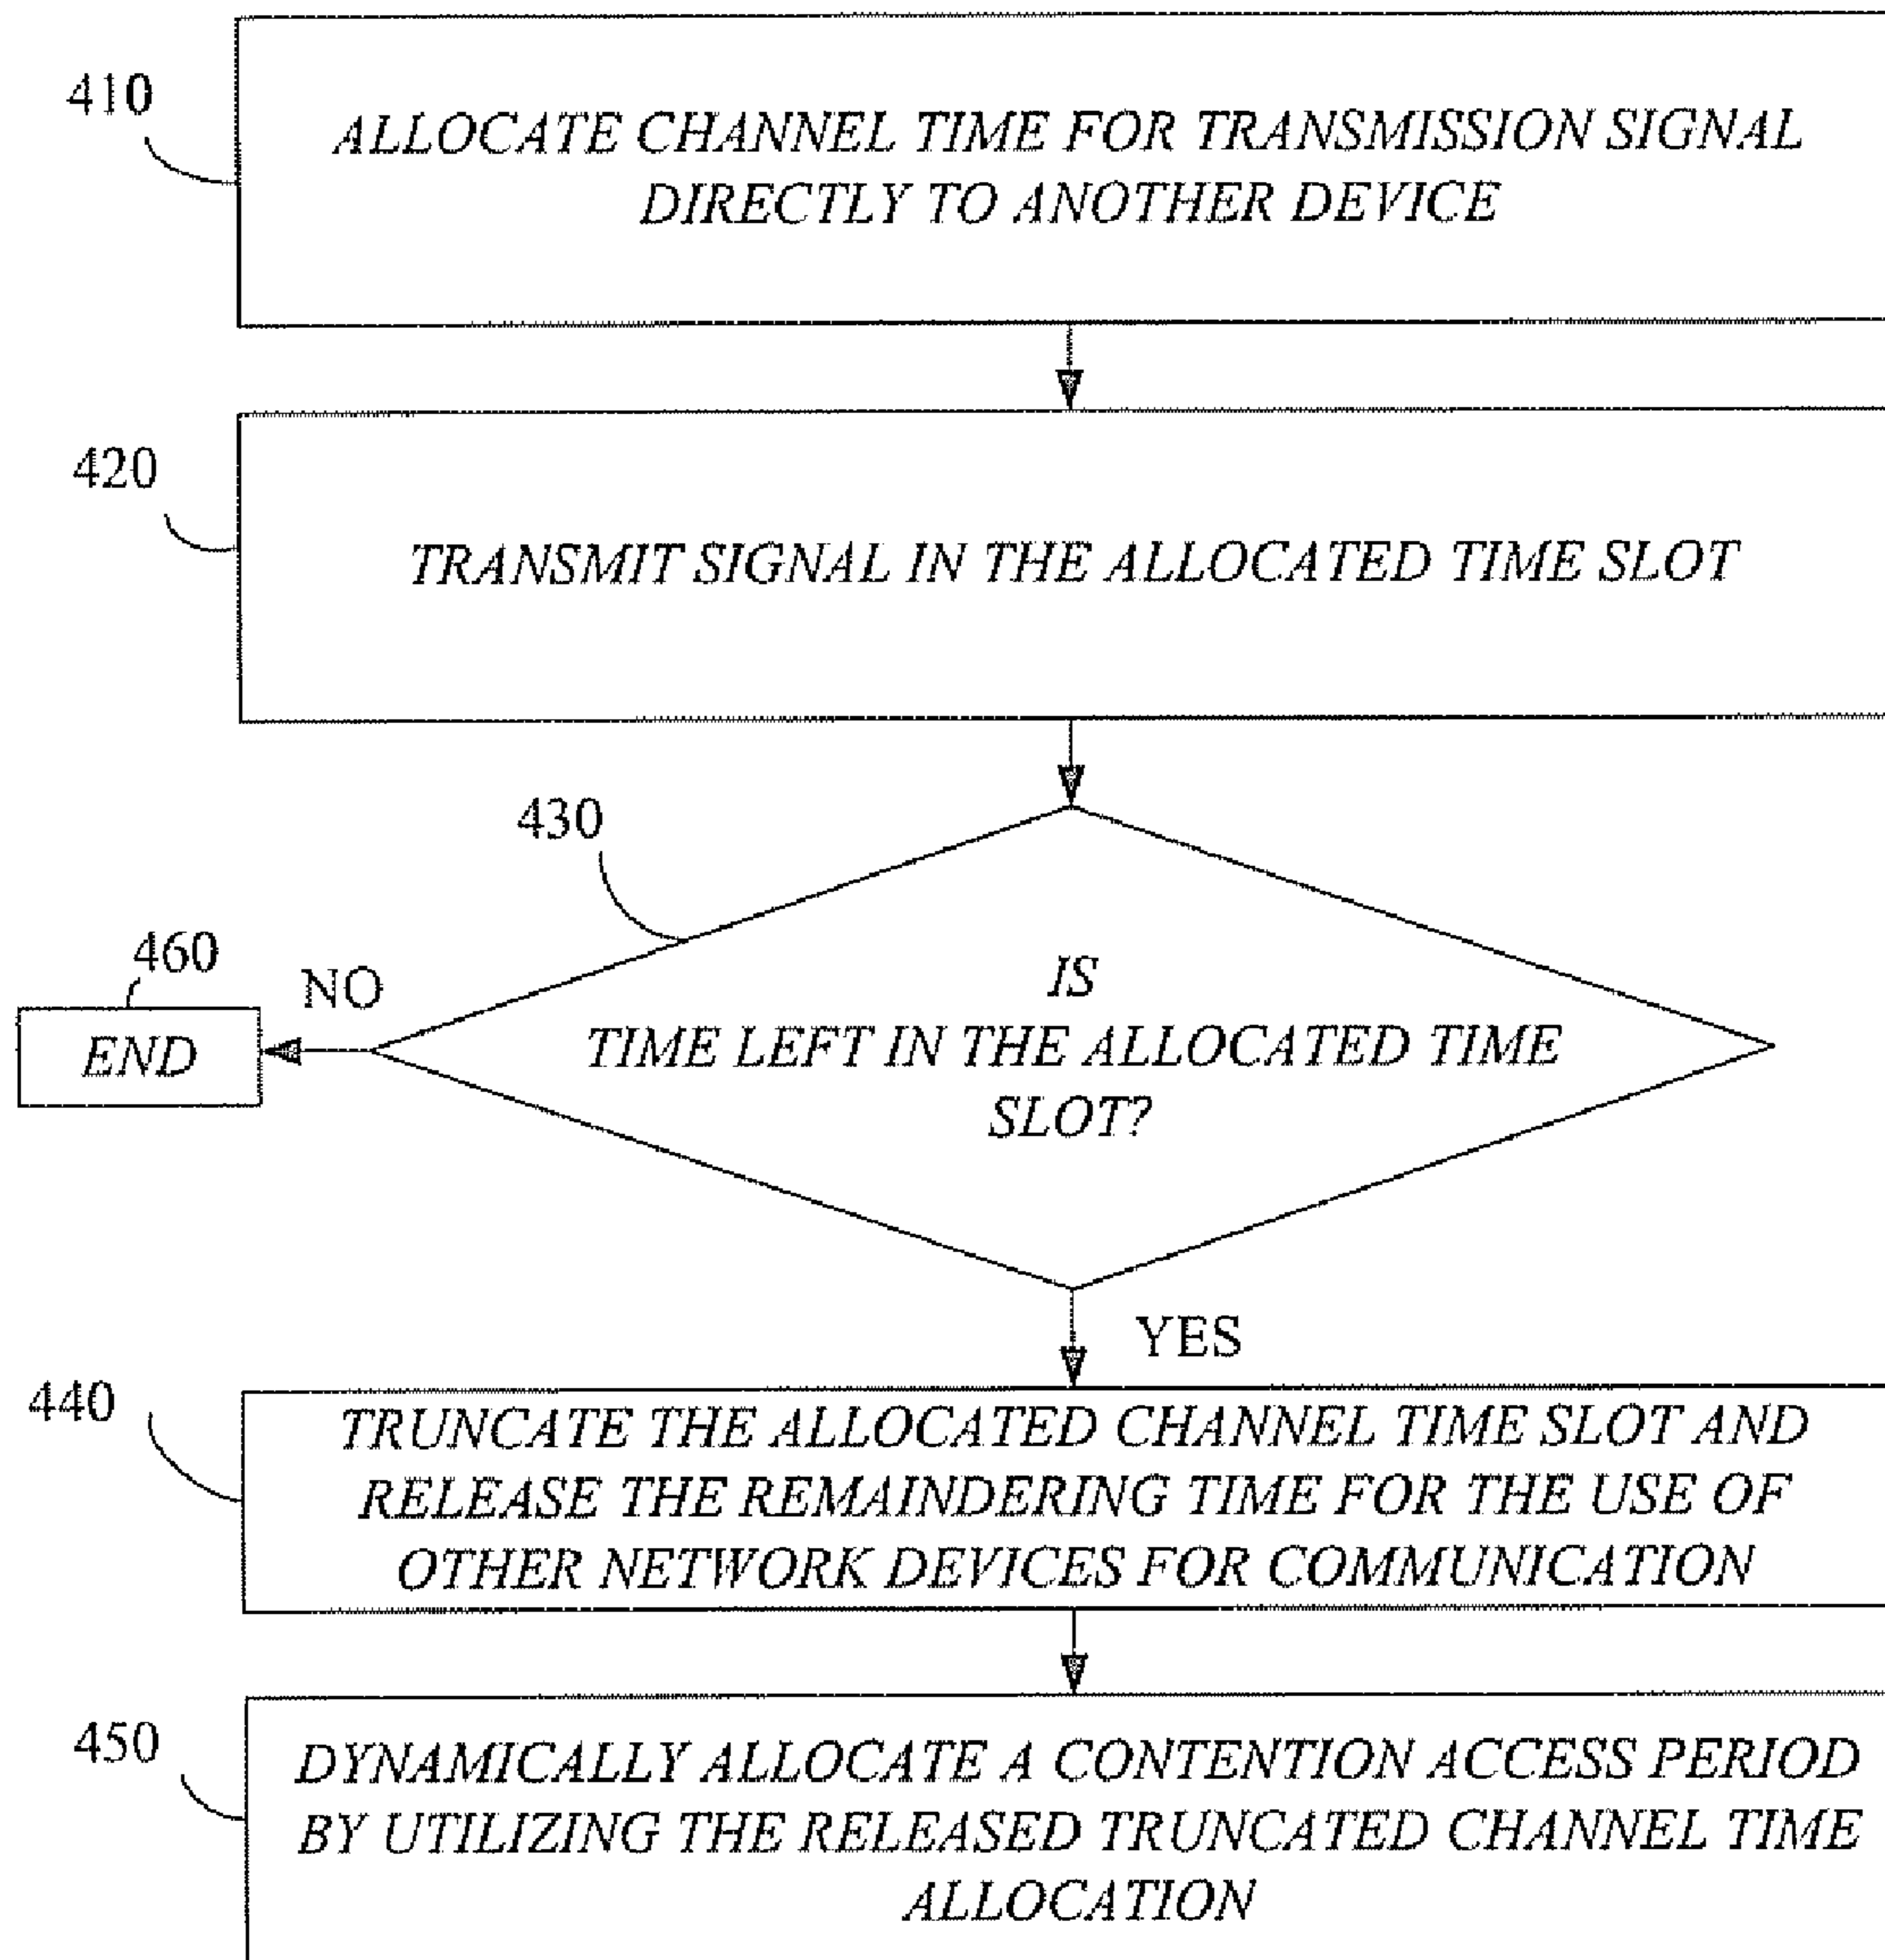 410
ALLOCATE CHANNEL TIME FOR TRANSMISSION SIGNAL
DIRECTLY TO ANOTHER DEVICE
420
TRANSMIT SIGNAL IN THE ALLOCATED TIME SLOT
430
IS
TIME LEFT IN THE ALLOCATED TIME
SLOT?
460
NO
END
YES
440
TRUNCATE THE ALLOCATED CHANNEL TIME SLOT AND
RELEASE THE REMAINDERING TIME FOR THE USE OF
OTHER NETWORK DEVICES FOR COMMUNICATION
450
DYNAMICALLY ALLOCATE A CONTENTION ACCESS PERIOD
BY UTILIZING THE RELEASED TRUNCATED CHANNEL TIME
ALLOCATION